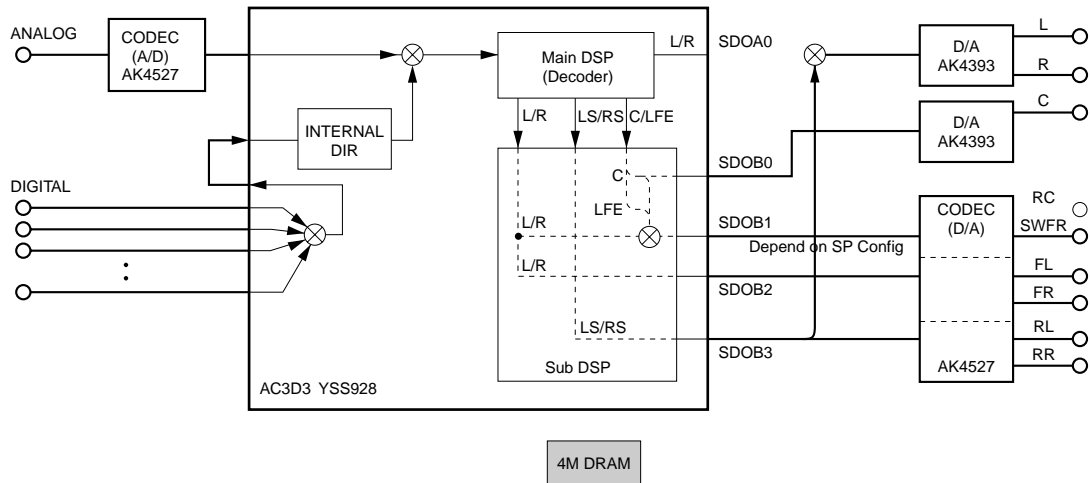 ANALOG
CODEC
(A/D)
AK4527
Main DSP
(Decoder)
L/R
SDOA0
D/A
AK4393
L
R
D/A
AK4393
C
INTERNAL
DIR
L/R
LS/RS
C/LFE
SDOB0
C
LFE
DIGITAL
:
L/R
SDOB1
Depend on SP Config
CODEC
(D/A)
RC
SWFR
L/R
SDOB2
FL
FR
LS/RS
SDOB3
RL
RR
AK4527
Sub DSP
AC3D3 YSS928
4M DRAM